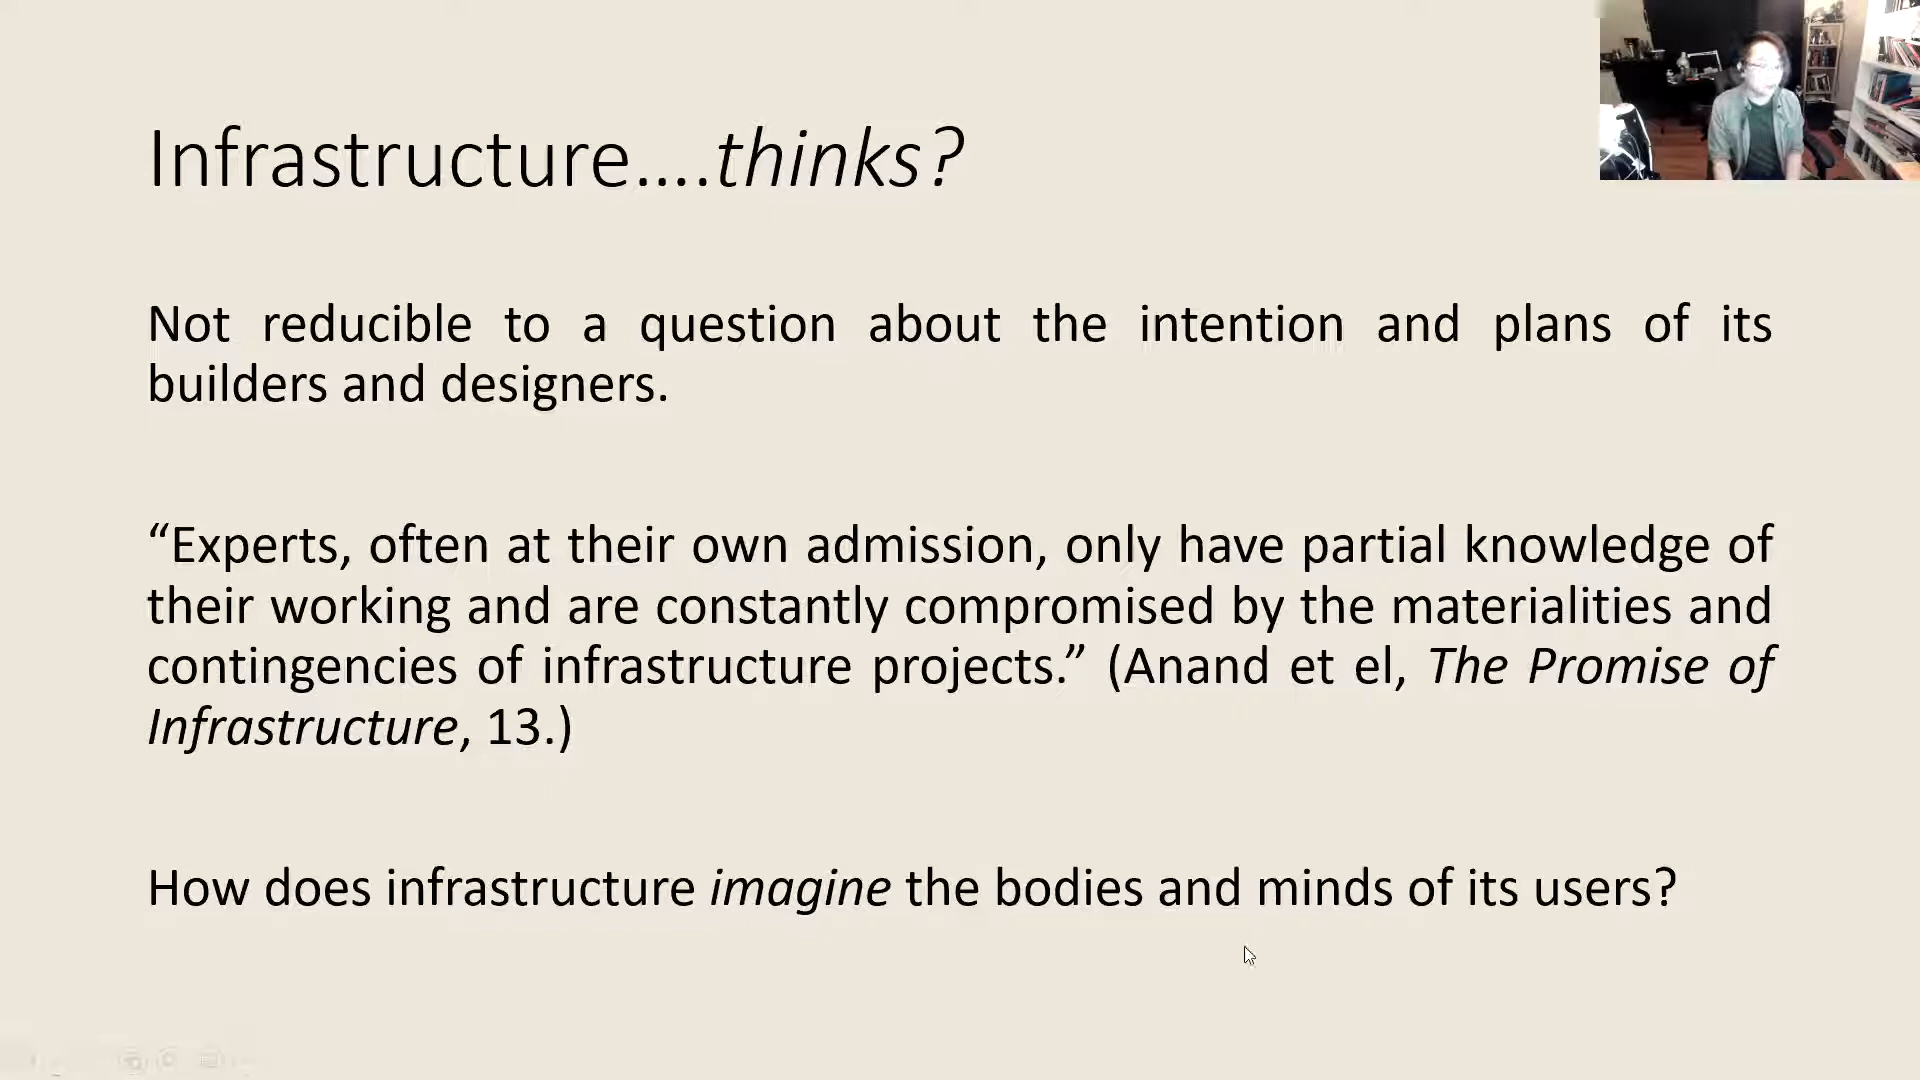 Infrastructure....thinks?
Not reducible to a question about the intention and plans of its
builders and designers.
“Experts, often at their own admission, only have partial knowledge of
their working and are constantly compromised by the materialities and
contingencies of infrastructure projects.” (Anand et el, The Promise of
Infrastructure, 13.)
How does infrastructure imagine the bodies and minds of its users?